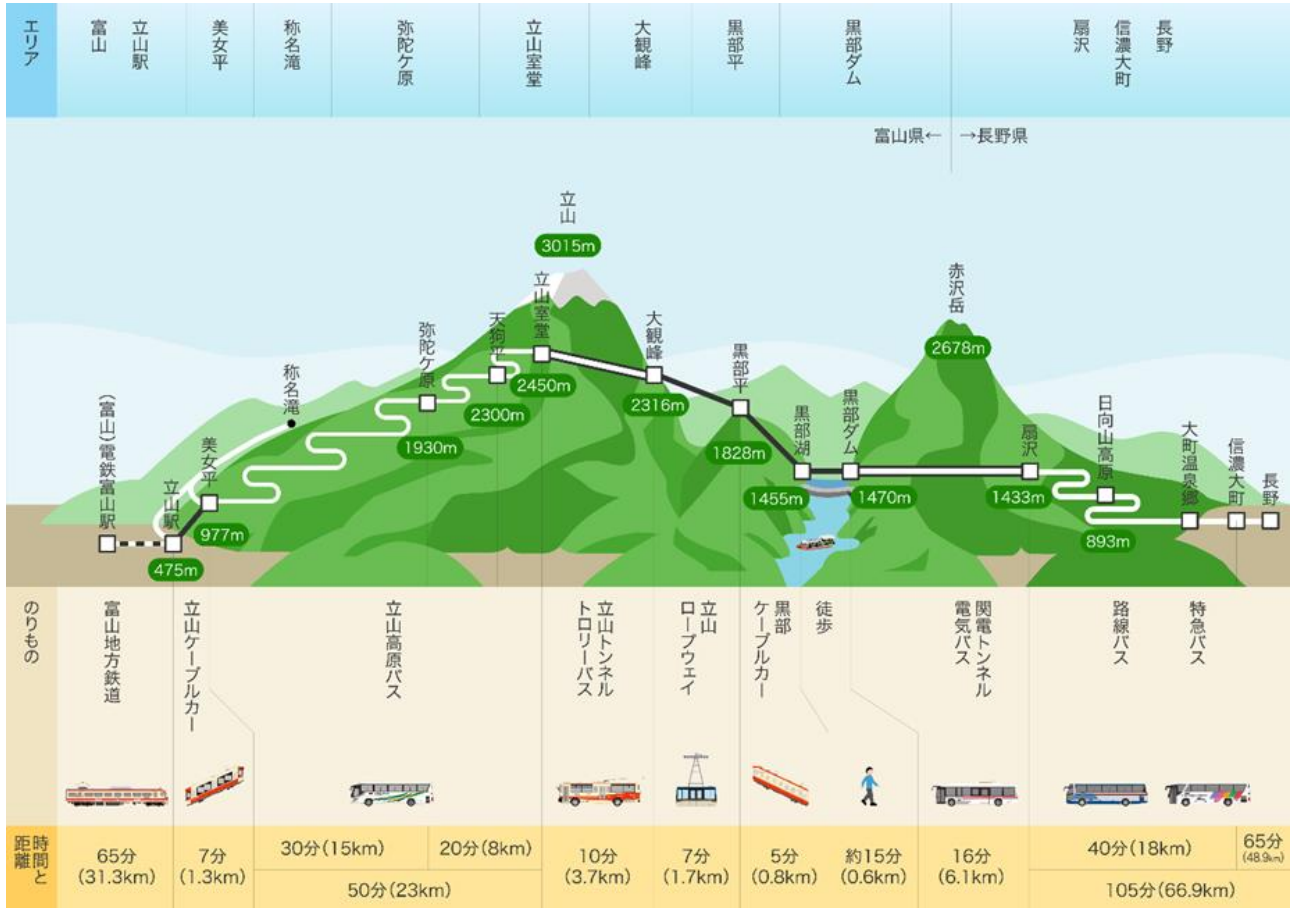 エリア
富山
立山駅
美女平
称名滝
弥陀ケ原
立山室堂
大観峰
黒部平
黒部ダム
扇沢
信濃大町
長野
富山県←
→長野県
立山
3015m
赤沢岳
2678m
(富山)電鉄富山駅
立山駅
475m
美女平
977m
称名滝
弥陀ケ原
1930m
天狗平
2300m
立山室堂
2450m
大観峰
2316m
黒部平
1828m
黒部湖
1455m
黒部ダム
1470m
扇沢
1433m
日向山高原
893m
大町温泉郷
信濃大町
長野
のりもの
富山地方鉄道
立山ケーブルカー
立山高原バス
立山トンネル
トロリーバス
立山
ロープウェイ
黒部
ケーブルカー
徒歩
関電トンネル
電気バス
路線バス
特急バス
時間と
距離
65分
(31.3km)
7分
(1.3km)
30分(15km)
20分(8km)
50分(23km)
10分
(3.7km)
7分
(1.7km)
5分
(0.8km)
約15分
(0.6km)
16分
(6.1km)
40分(18km)
65分
(48.9km)
105分(66.9km)